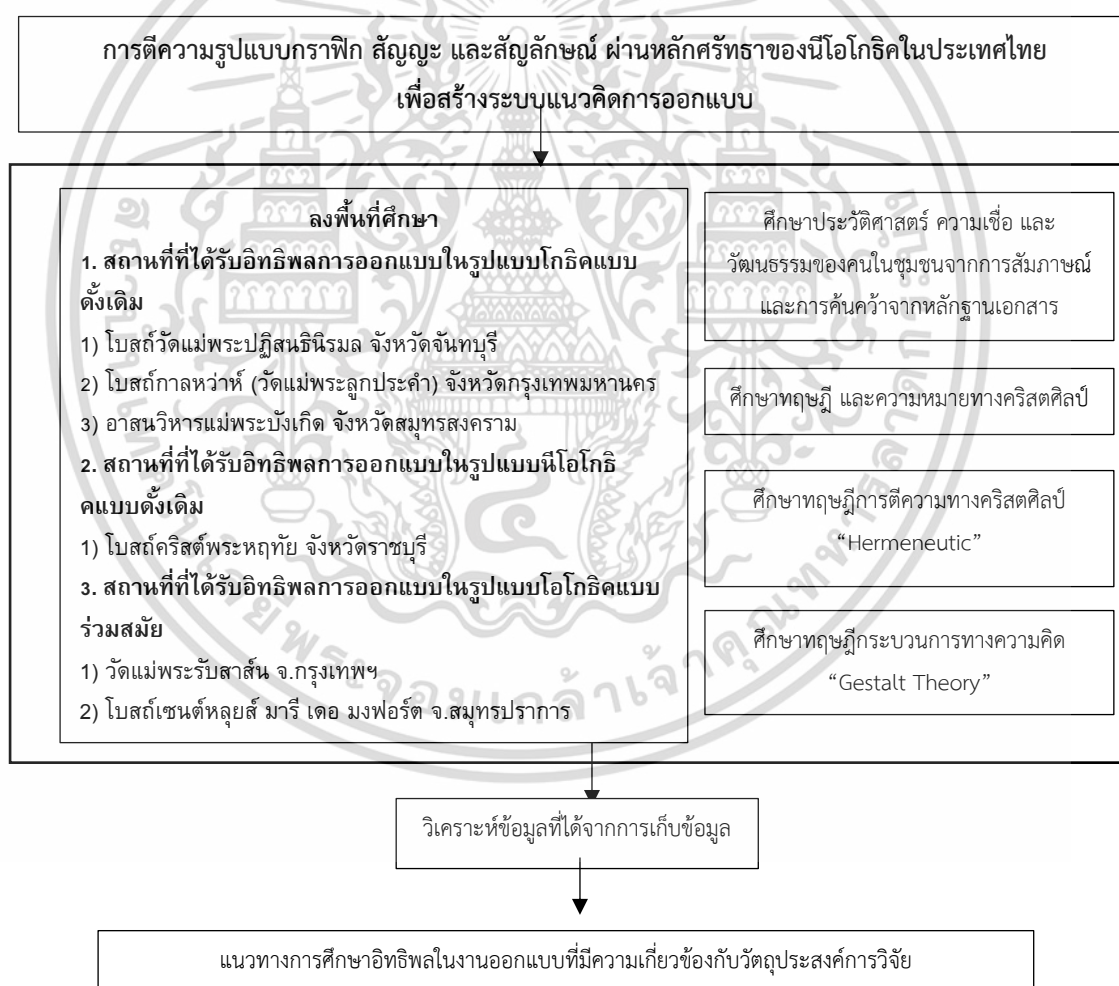 การตีความรูปแบบกราฟิก สัญญะ และสัญลักษณ์ ผ่านหลักศรัทธาของนีโอโกธิคในประเทศไทย
เพื่อสร้างระบบแนวคิดการออกแบบ
ลงพื้นที่ศึกษา
1. สถานที่ที่ได้รับอิทธิพลการออกแบบในรูปแบบโกธิคแบบ
ดั้งเดิม
1) โบสถ์วัดแม่พระปฏิสนธินิรมล จังหวัดจันทบุรี
2) โบสถ์กาลหว่าห์ (วัดแม่พระลูกประคำ) จังหวัดกรุงเทพมหานคร
3) อาสนวิหารแม่พระบังเกิด จังหวัดสมุทรสงคราม
2. สถานที่ที่ได้รับอิทธิพลการออกแบบในรูปแบบนีโอโกธิ
คแบบดั้งเดิม
1) โบสถ์คริสต์พระหฤทัย จังหวัดราชบุรี
3. สถานที่ที่ได้รับอิทธิพลการออกแบบในรูปแบบโอโกธิคแบบ
ร่วมสมัย
1) วัดแม่พระรับสาส์น จ.กรุงเทพฯ
2) โบสถ์เซนต์หลุยส์ มารี เดอ มงฟอร์ต จ.สมุทรปราการ
ศึกษาประวัติศาสตร์ ความเชื่อ และ
วัฒนธรรมของคนในชุมชนจากการสัมภาษณ์
และการค้นคว้าจากหลักฐานเอกสาร
ศึกษาทฤษฎี และความหมายทางคริสตศิลป์
ศึกษาทฤษฎีการตีความทางคริสตศิลป์
“Hermeneutic”
ศึกษาทฤษฎีกระบวนการทางความคิด
“Gestalt Theory”
วิเคราะห์ข้อมูลที่ได้จากการเก็บข้อมูล
แนวทางการศึกษาอิทธิพลในงานออกแบบที่มีความเกี่ยวข้องกับวัตถุประสงค์การวิจัย